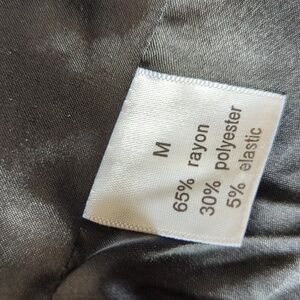 M
65% rayon
30% polyester
5% elastic